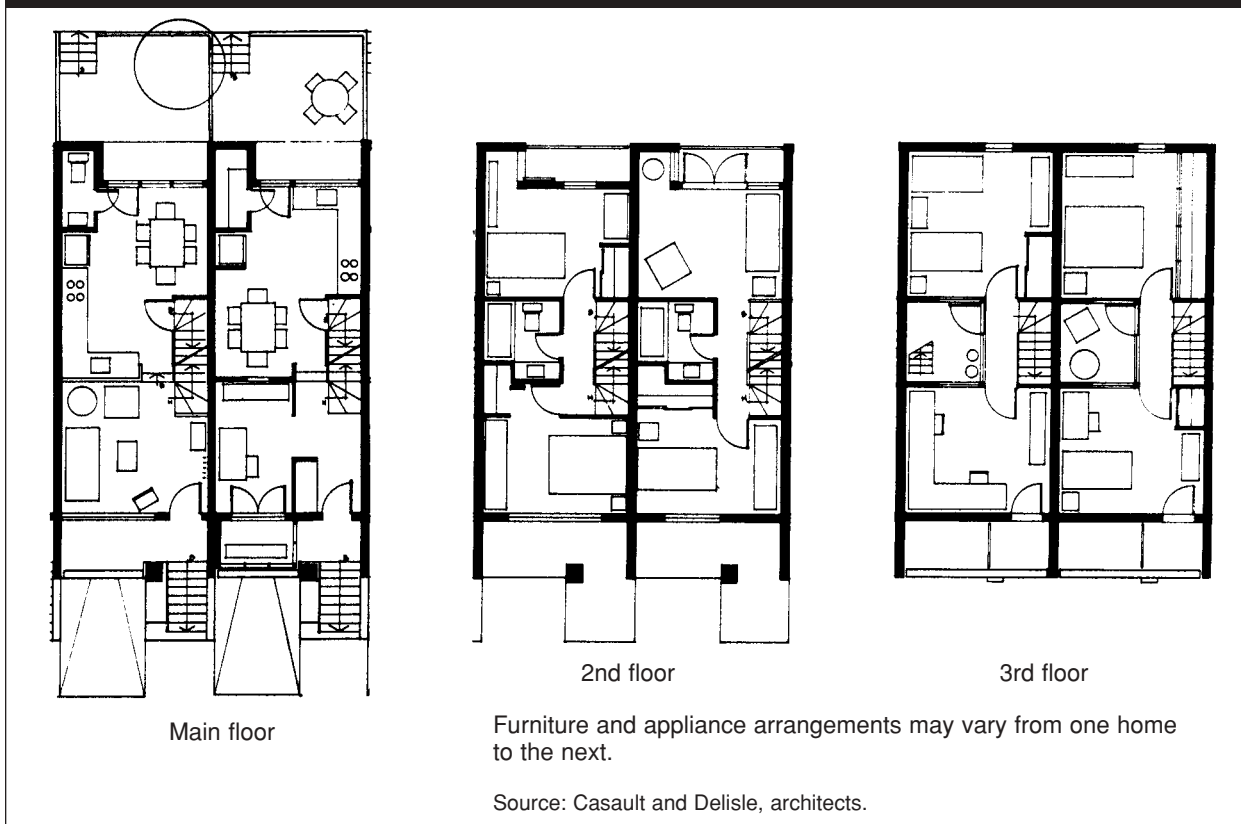 2nd floor
3rd floor
Main floor
Furniture and appliance arrangements may vary from one home
to the next.
Source: Casault and Delisle, architects.